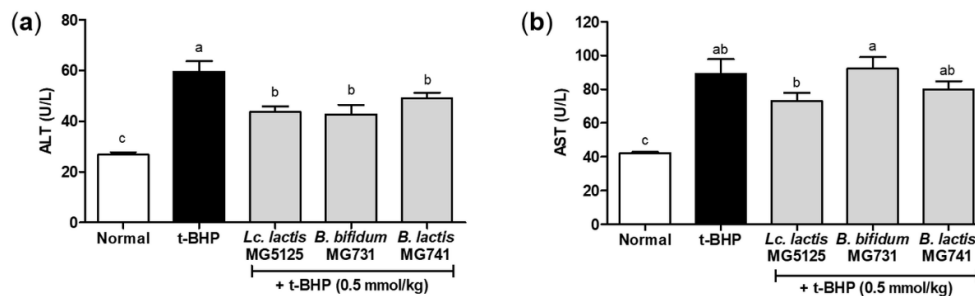 (a)
ALT (U/L)
80
60
40
20
0
c
a
b
b
b
Normal
t-BHP
Lc. lactis
MG5125
B. bifidum
MG731
B. lactis
MG741
+ t-BHP (0.5 mmol/kg)
(b)
AST (U/L)
120
100
80
60
40
20
0
c
ab
b
a
ab
Normal
t-BHP
Lc. lactis
MG5125
B. bifidum
MG731
B. lactis
MG741
+ t-BHP (0.5 mmol/kg)